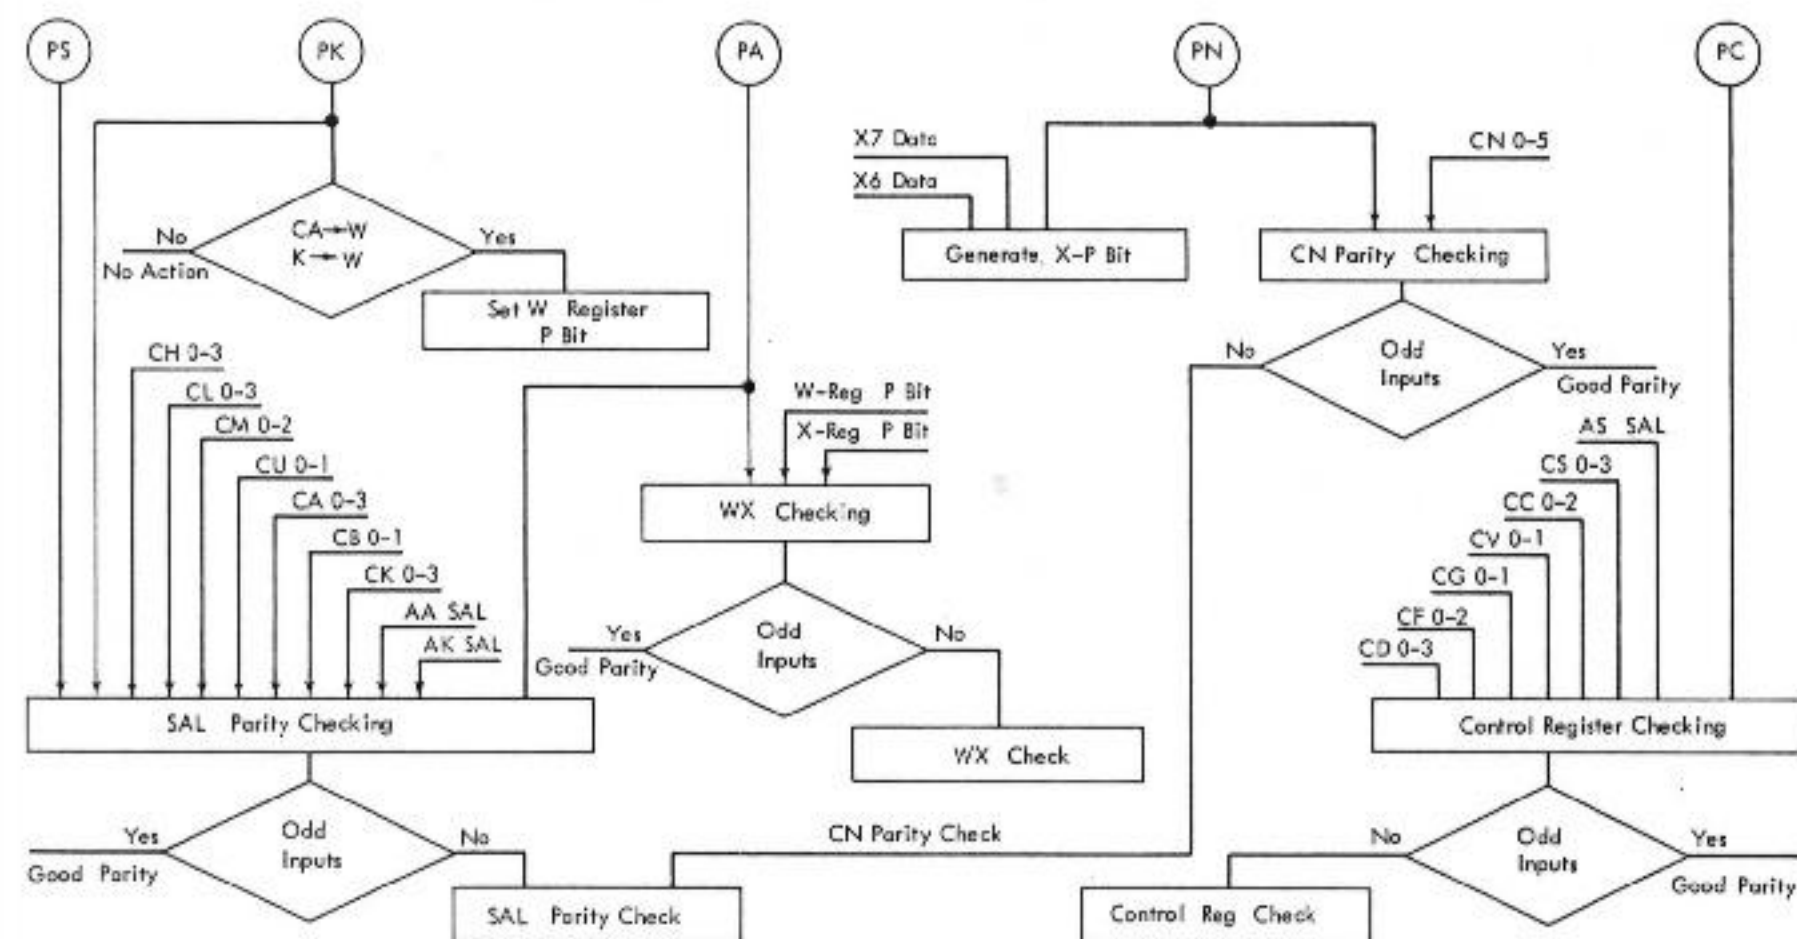 PS
PK
PA
PN
PC
X7 Data
X6 Data
CN 0-5
CA→W
K→W
No
No Action
Yes
Generate X-P Bit
CN Parity Checking
Set W Register
P Bit
CH 0-3
CL 0-3
CM 0-2
CU 0-1
CA 0-3
CB 0-1
CK 0-3
AA SAL
AK SAL
W-Reg P Bit
X-Reg P Bit
No
Odd
Inputs
Yes
Good Parity
WX Checking
AS SAL
CS 0-3
CC 0-2
CV 0-1
CG 0-1
CF 0-2
CD 0-3
Yes
Good Parity
Odd
Inputs
No
SAL Parity Checking
WX Check
Control Register Checking
Yes
Good Parity
Odd
Inputs
No
CN Parity Check
No
Odd
Inputs
Yes
Good Parity
SAL Parity Check
Control Reg Check